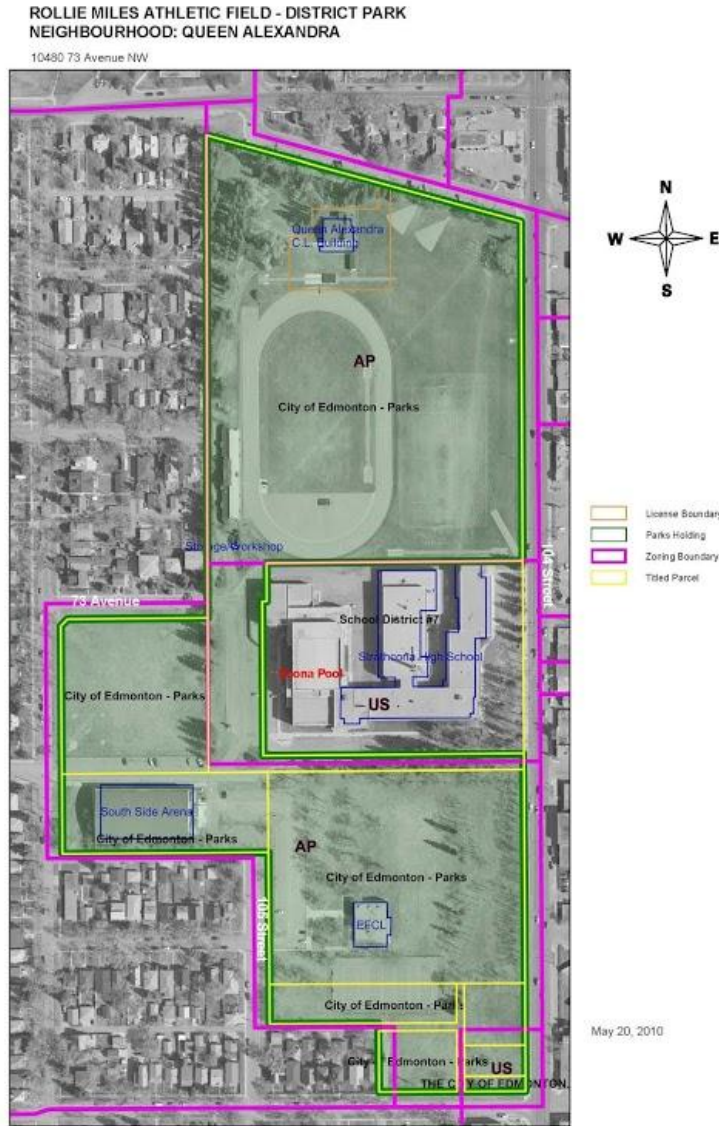 ROLLIE MILES ATHLETIC FIELD - DISTRICT PARK
NEIGHBOURHOOD: QUEEN ALEXANDRA
10480 73 Avenue NW
N
W E
S
Queen Alexandra
C.L. Building
AP
City of Edmonton - Parks
Storage/Workshop
104 Street
License Boundary
Parks Holding
Zoning Boundary
Titled Parcel
73 Avenue
School District #7
Strathcona High School
Scona Pool
City of Edmonton - Parks
US
South Side Arena
City of Edmonton - Parks
AP
City of Edmonton - Parks
105 Street
EECL
City of Edmonton - Parks
City of Edmonton - Parks
US
THE CITY OF EDMONTON
May 20, 2010